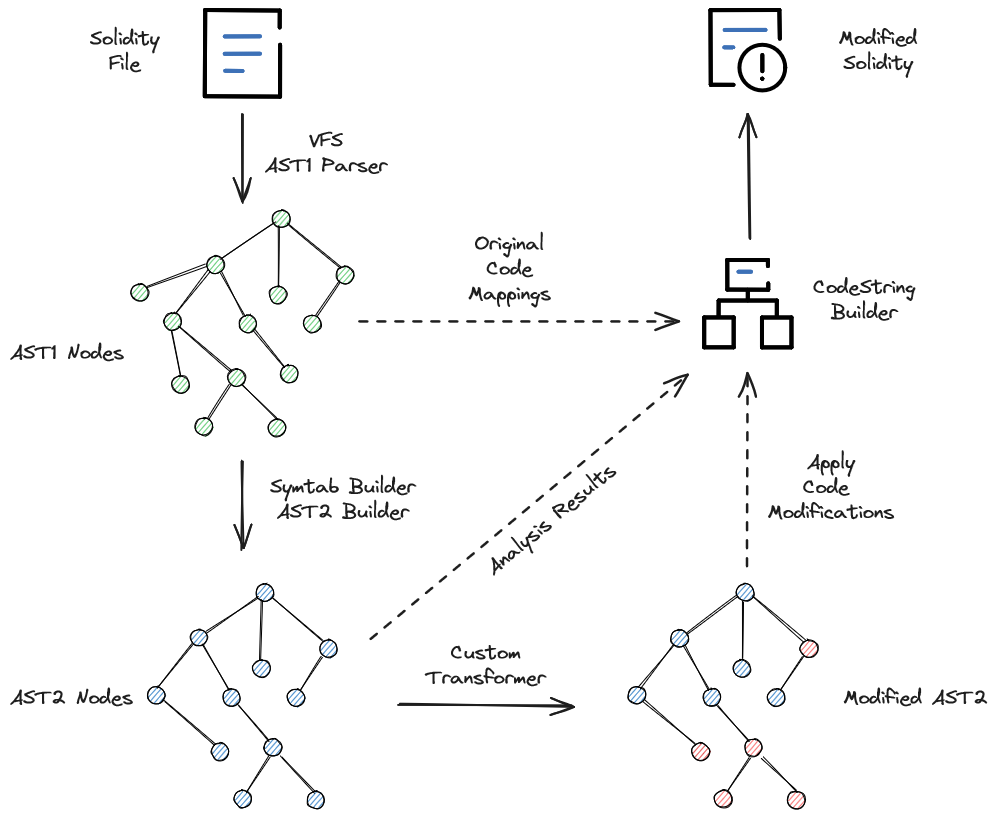 Solidity
File
Modified
Solidity
VFS
AST1 Parser
Original
Code
Mappings
CodeString
Builder
AST1 Nodes
Symtab Builder
AST2 Builder
Analysis Results
Apply
Code
Modifications
Custom
Transformer
AST2 Nodes
Modified AST2